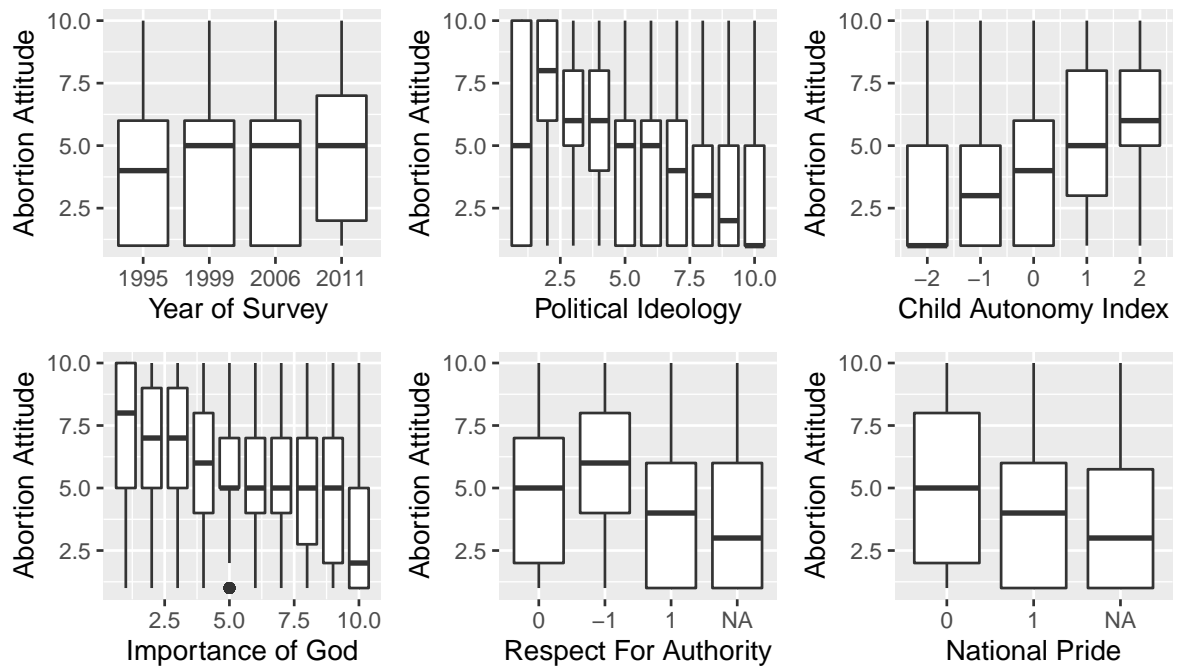 Abortion Attitude
10.0
7.5
5.0
2.5
1995 1999 2006 2011
Year of Survey
Abortion Attitude
10.0
7.5
5.0
2.5
2.5 5.0 7.5 10.0
Political Ideology
Abortion Attitude
10.0
7.5
5.0
2.5
−2 −1 0 1 2
Child Autonomy Index
Abortion Attitude
10.0
7.5
5.0
2.5
2.5 5.0 7.5 10.0
Importance of God
Abortion Attitude
10.0
7.5
5.0
2.5
0 −1 1 NA
Respect For Authority
Abortion Attitude
10.0
7.5
5.0
2.5
0 1 NA
National Pride